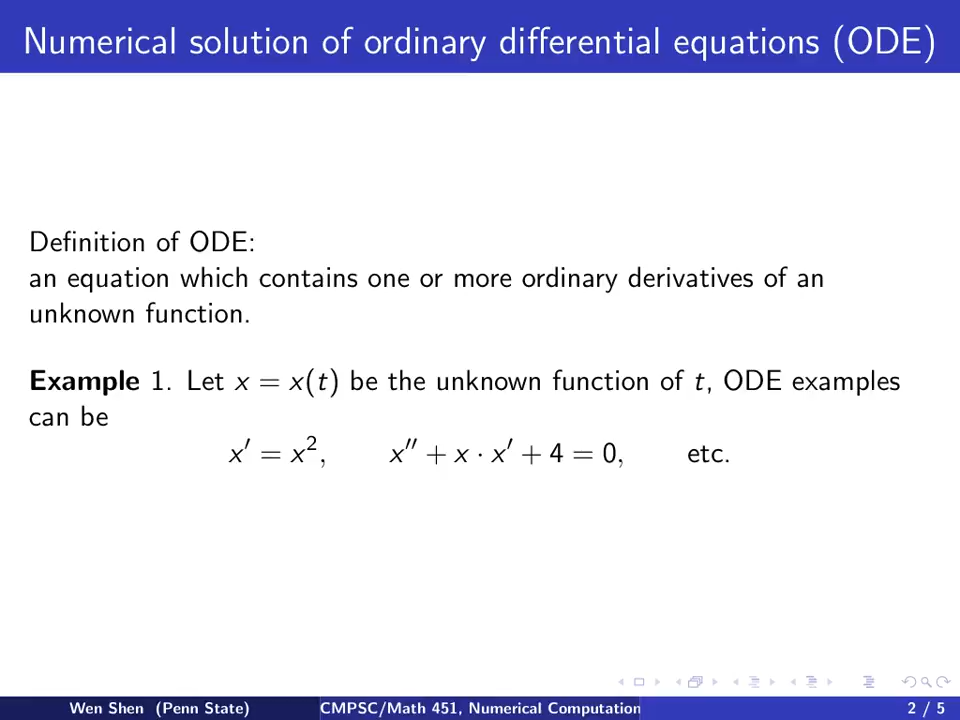 Numerical solution of ordinary differential equations (ODE)
Definition of ODE:
an equation which contains one or more ordinary derivatives of an
unknown function.
Example 1. Let x = x(t) be the unknown function of t, ODE examples
can be
x′ = x², x″ + x · x′ + 4 = 0, etc.
Wen Shen (Penn State) CMPSC/Math 451, Numerical Computation 2 / 5